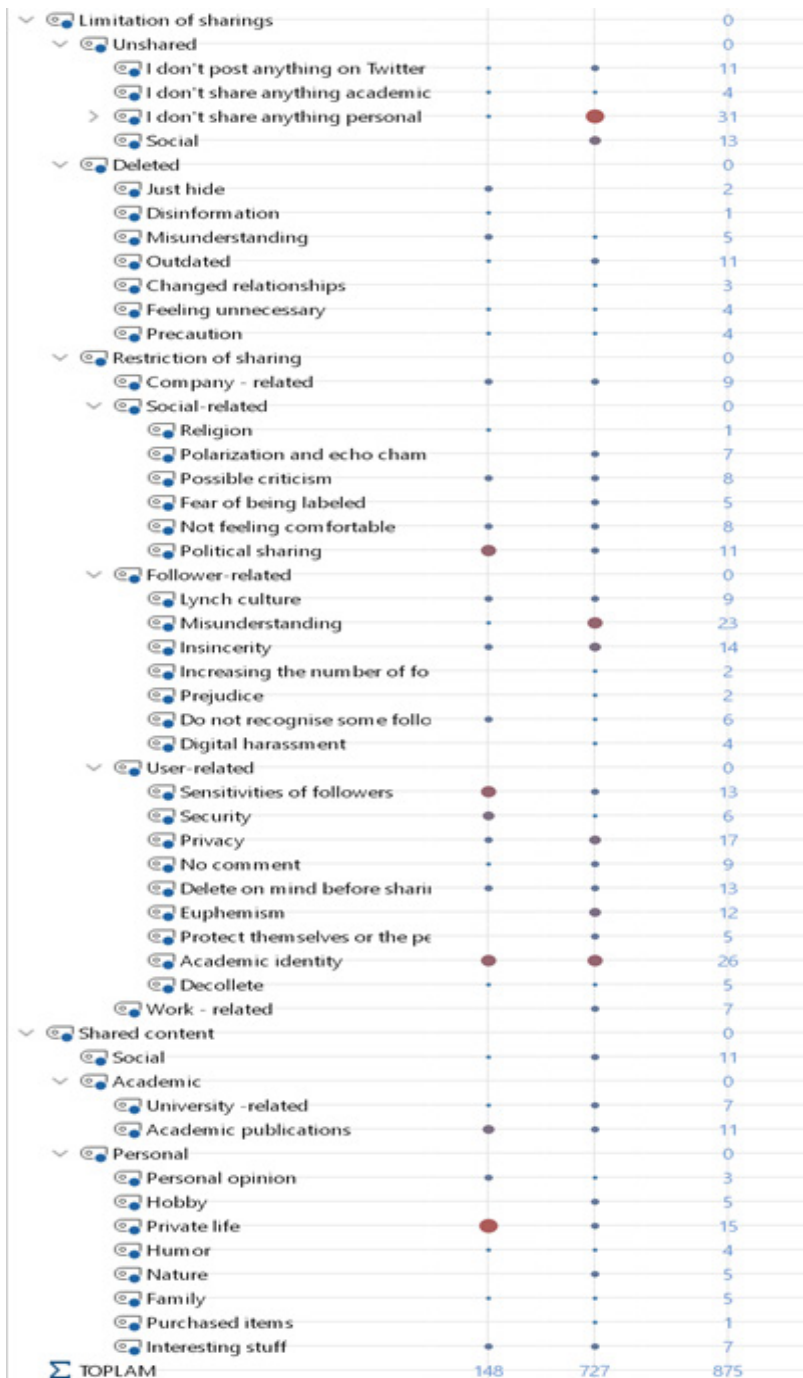 Limitation of sharings 0
Unshared 0
I don't post anything on Twitter 11
I don't share anything academic 4
I don't share anything personal 31
Social 13
Deleted 0
Just hide 2
Disinformation 1
Misunderstanding 5
Outdated 11
Changed relationships 3
Feeling unnecessary 4
Precaution 4
Restriction of sharing 0
Company - related 9
Social-related 0
Religion 1
Polarization and echo cham 7
Possible criticism 8
Fear of being labeled 5
Not feeling comfortable 8
Political sharing 11
Follower-related 0
Lynch culture 9
Misunderstanding 23
Insincerity 14
Increasing the number of fo 2
Prejudice 2
Do not recognise some follo 6
Digital harassment 4
User-related 0
Sensitivities of followers 13
Security 6
Privacy 17
No comment 9
Delete on mind before sharin 13
Euphemism 12
Protect themselves or the pe 5
Academic identity 26
Decollete 5
Work - related 7
Shared content 0
Social 11
Academic 0
University -related 7
Academic publications 11
Personal 0
Personal opinion 3
Hobby 5
Private life 15
Humor 4
Nature 5
Family 5
Purchased items 1
Interesting stuff 7
Σ TOPLAM 148 727 875